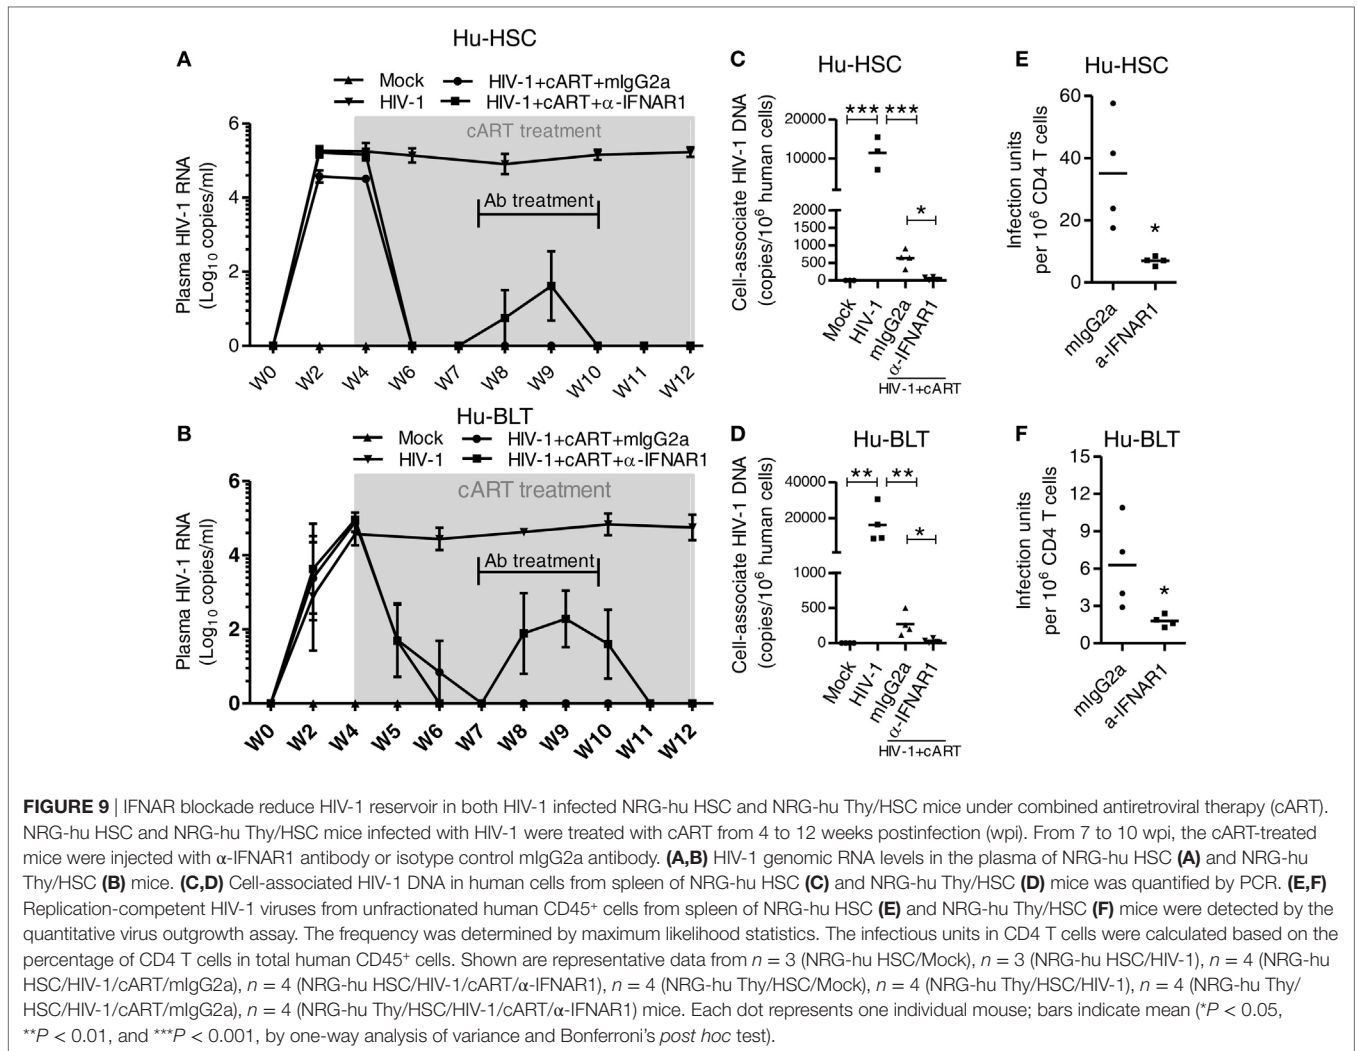 A
Hu-HSC
Mock
HIV-1+cART+mIgG2a
HIV-1
HIV-1+cART+α-IFNAR1
cART treatment
Ab treatment
Plasma HIV-1 RNA
(Log10 copies/ml)
6
4
2
0
W0 W2 W4 W6 W7 W8 W9 W10 W11 W12
B
Hu-BLT
Mock
HIV-1+cART+mIgG2a
HIV-1
HIV-1+cART+α-IFNAR1
cART treatment
Ab treatment
Plasma HIV-1 RNA
(Log10 copies/ml)
6
4
2
0
W0 W2 W4 W5 W6 W7 W8 W9 W10 W11 W12
C
Hu-HSC
Cell-associate HIV-1 DNA
(copies/10^6 human cells)
20000
10000
2000
1500
1000
500
0
*** ***
*
Mock HIV-1 mIgG2a α-IFNAR1
HIV-1+cART
D
Hu-BLT
Cell-associate HIV-1 DNA
(copies/10^6 human cells)
40000
20000
1000
500
0
** **
*
Mock HIV-1 mIgG2a α-IFNAR1
HIV-1+cART
E
Hu-HSC
Infection units
per 10^6 CD4 T cells
60
40
20
0
*
mIgG2a a-IFNAR1
F
Hu-BLT
Infection units
per 10^6 CD4 T cells
15
12
9
6
3
0
*
mIgG2a a-IFNAR1
FIGURE 9 | IFNAR blockade reduce HIV-1 reservoir in both HIV-1 infected NRG-hu HSC and NRG-hu Thy/HSC mice under combined antiretroviral therapy (cART).
NRG-hu HSC and NRG-hu Thy/HSC mice infected with HIV-1 were treated with cART from 4 to 12 weeks postinfection (wpi). From 7 to 10 wpi, the cART-treated
mice were injected with α-IFNAR1 antibody or isotype control mIgG2a antibody. (A,B) HIV-1 genomic RNA levels in the plasma of NRG-hu HSC (A) and NRG-hu
Thy/HSC (B) mice. (C,D) Cell-associated HIV-1 DNA in human cells from spleen of NRG-hu HSC (C) and NRG-hu Thy/HSC (D) mice was quantified by PCR. (E,F)
Replication-competent HIV-1 viruses from unfractionated human CD45+ cells from spleen of NRG-hu HSC (E) and NRG-hu Thy/HSC (F) mice were detected by the
quantitative virus outgrowth assay. The frequency was determined by maximum likelihood statistics. The infectious units in CD4 T cells were calculated based on the
percentage of CD4 T cells in total human CD45+ cells. Shown are representative data from n = 3 (NRG-hu HSC/Mock), n = 3 (NRG-hu HSC/HIV-1), n = 4 (NRG-hu
HSC/HIV-1/cART/mIgG2a), n = 4 (NRG-hu HSC/HIV-1/cART/α-IFNAR1), n = 4 (NRG-hu Thy/HSC/Mock), n = 4 (NRG-hu Thy/HSC/HIV-1), n = 4 (NRG-hu Thy/
HSC/HIV-1/cART/mIgG2a), n = 4 (NRG-hu Thy/HSC/HIV-1/cART/α-IFNAR1) mice. Each dot represents one individual mouse; bars indicate mean (*P < 0.05,
**P < 0.01, and ***P < 0.001, by one-way analysis of variance and Bonferroni's post hoc test).